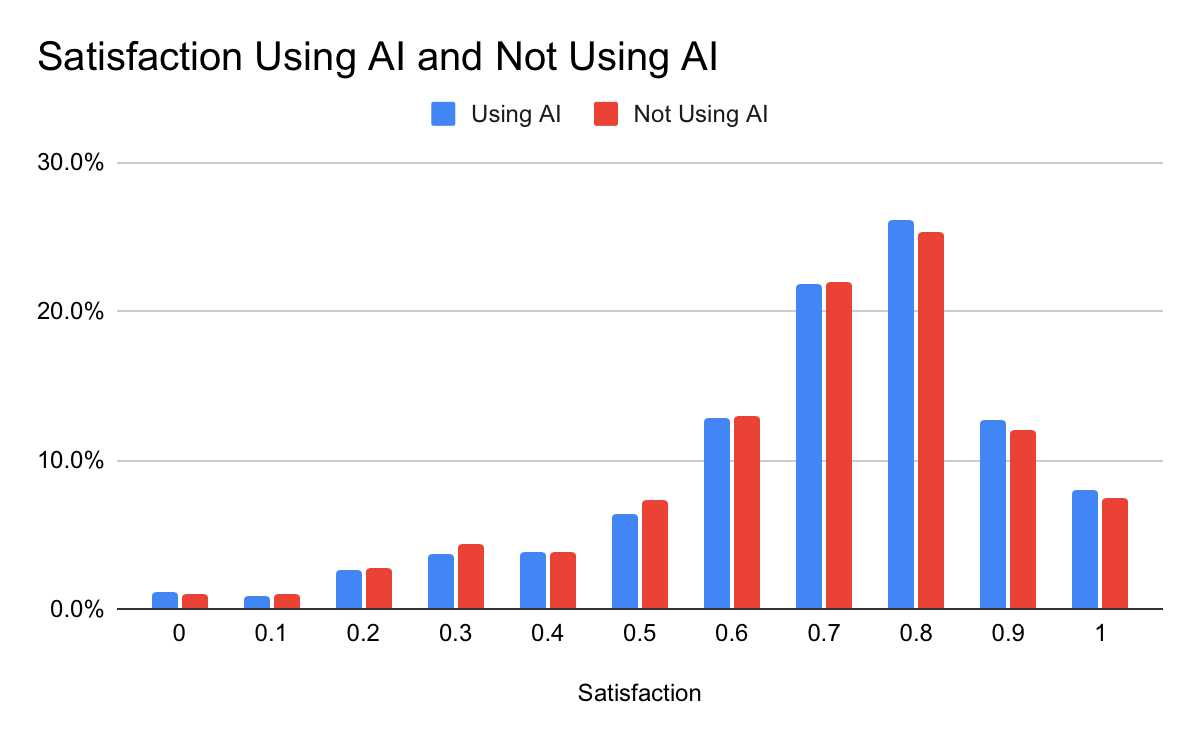 Satisfaction Using AI and Not Using AI
Using AI Not Using AI
30.0%
20.0%
10.0%
0.0%
0 0.1 0.2 0.3 0.4 0.5 0.6 0.7 0.8 0.9 1
Satisfaction